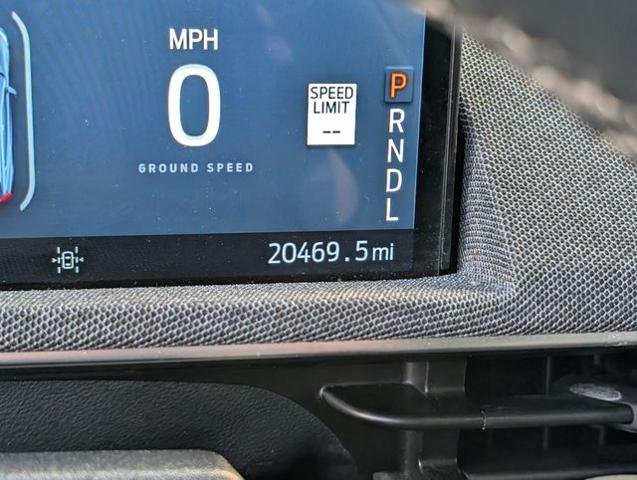 MPH
0
GROUND SPEED
SPEED
LIMIT
--
P
R
N
D
L
20469.5mi